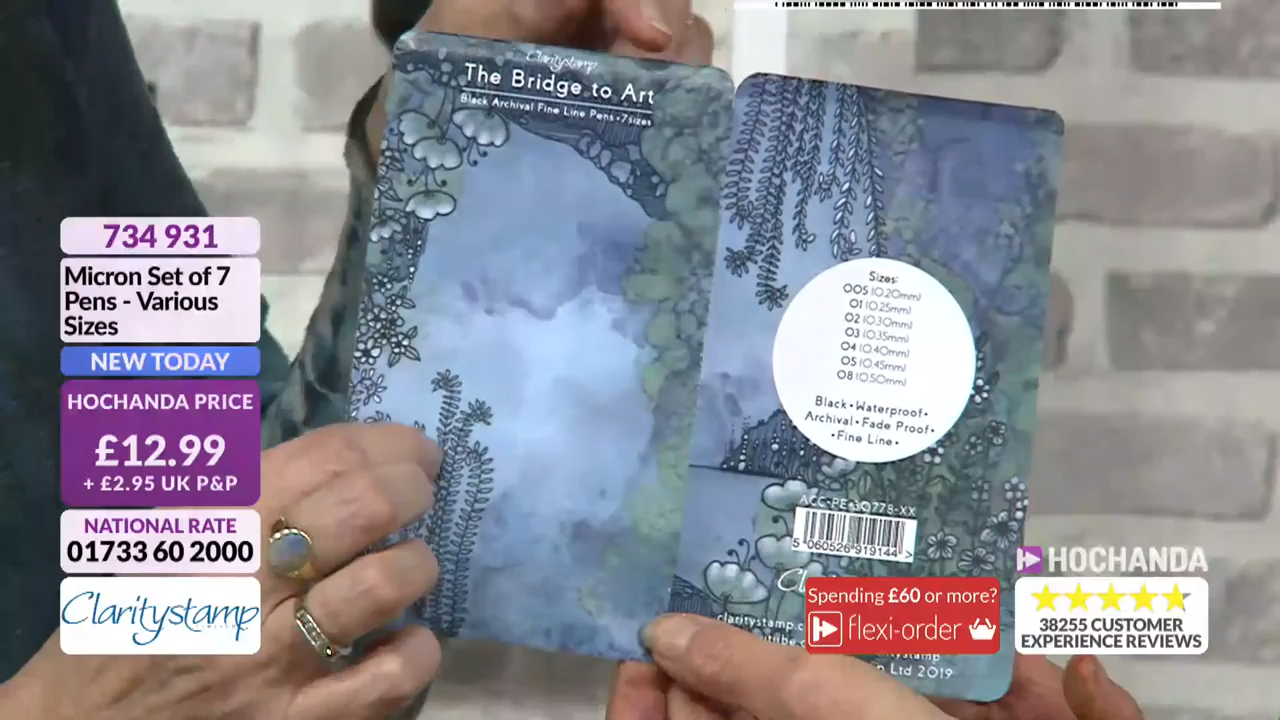 734 931
Micron Set of 7
Pens - Various
Sizes
NEW TODAY
HOCHANDA PRICE
£12.99
+ £2.95 UK P&P
NATIONAL RATE
01733 60 2000
Claritystamp
Claritystamp
The Bridge to Art
Black Archival Fine Line Pens • 7 sizes
Sizes:
005 (0.20mm)
01 (0.25mm)
02 (0.30mm)
03 (0.35mm)
04 (0.40mm)
05 (0.45mm)
08 (0.50mm)
Black • Waterproof •
Archival • Fade Proof •
• Fine Line •
5 060526 919144 >
claritystamp.c
Ltd 2019
Spending £60 or more?
flexi-order
HOCHANDA
38255 CUSTOMER
EXPERIENCE REVIEWS